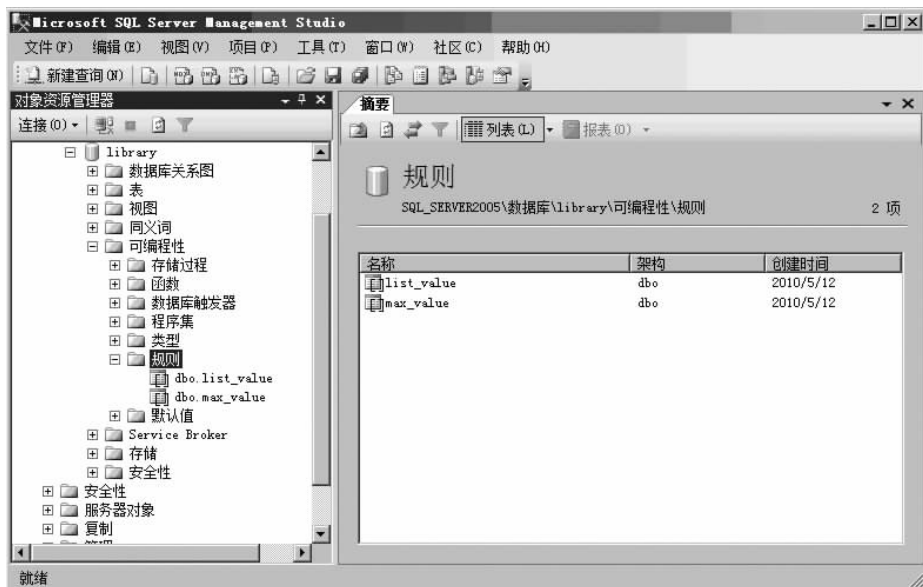 Microsoft SQL Server Management Studio
文件(F) 编辑(E) 视图(V) 项目(P) 工具(T) 窗口(W) 社区(C) 帮助(H)
新建查询(N)
对象资源管理器
连接(O)
library
数据库关系图
表
视图
同义词
可编程性
存储过程
函数
数据库触发器
程序集
类型
规则
dbo.list_value
dbo.max_value
默认值
Service Broker
存储
安全性
安全性
服务器对象
复制
摘要
列表(L) 报表(O)
规则
SQL_SERVER2005\数据库\library\可编程性\规则 2 项
名称 架构 创建时间
list_value dbo 2010/5/12
max_value dbo 2010/5/12
就绪